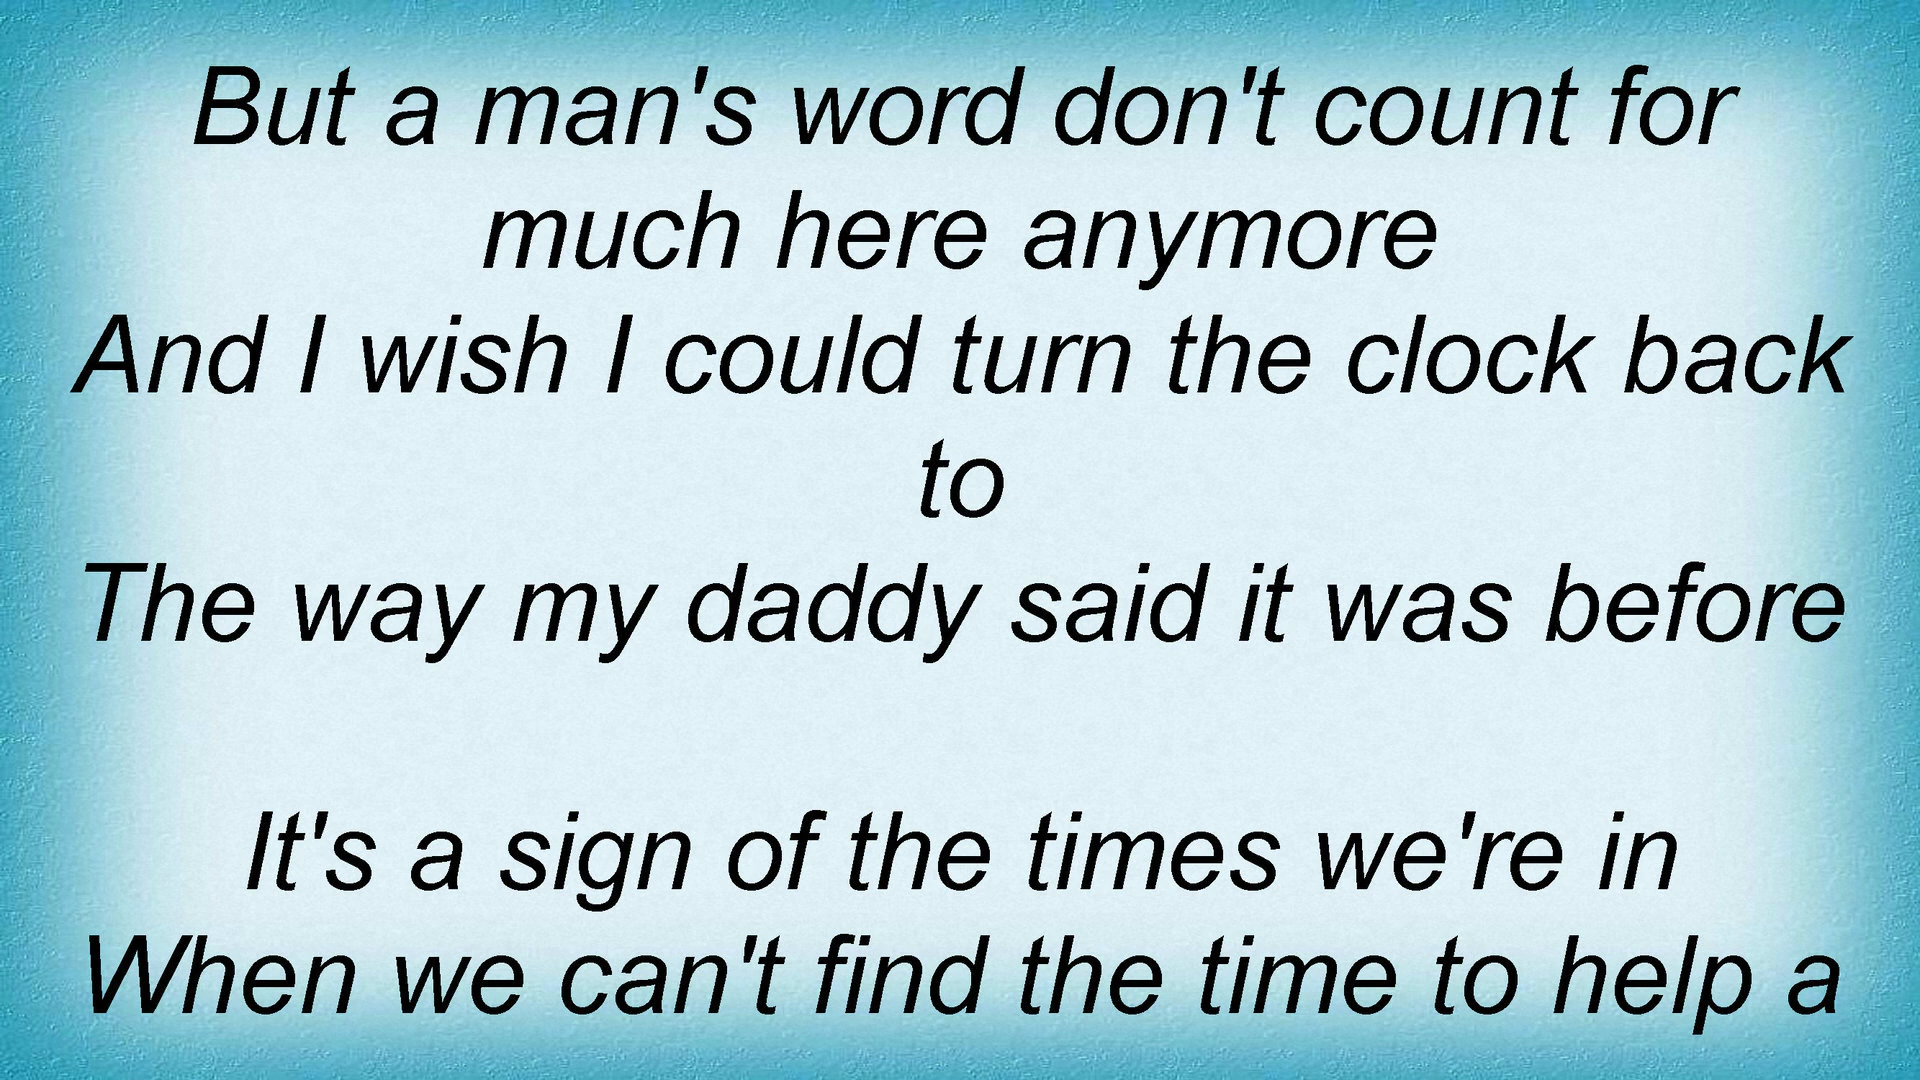 But a man's word don't count for
much here anymore
And I wish I could turn the clock back
to
The way my daddy said it was before
It's a sign of the times we're in
When we can't find the time to help a